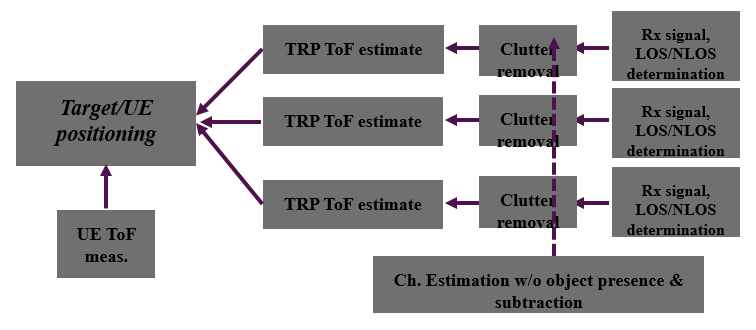 TRP ToF estimate
Clutter
removal
Rx signal,
LOS/NLOS
determination
Target/UE
positioning
TRP ToF estimate
Clutter
removal
Rx signal,
LOS/NLOS
determination
TRP ToF estimate
Clutter
removal
Rx signal,
LOS/NLOS
determination
UE ToF
meas.
Ch. Estimation w/o object presence &
subtraction